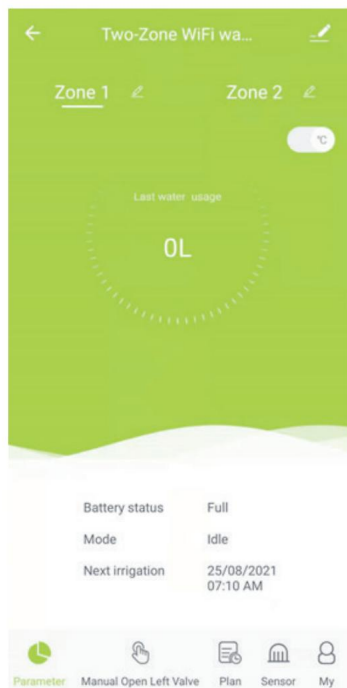 Two-Zone WiFi wa...
Zone 1 Zone 2
°C
Last water usage
0L
Battery status Full
Mode Idle
Next irrigation 25/08/2021
07:10 AM
Parameter Manual Open Left Valve Plan Sensor My